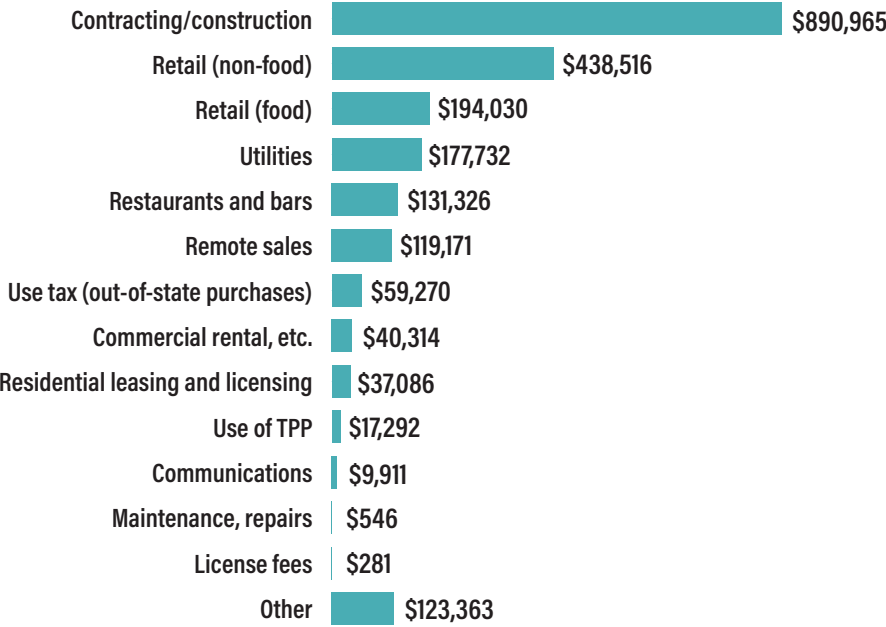 Contracting/construction $890,965
Retail (non-food) $438,516
Retail (food) $194,030
Utilities $177,732
Restaurants and bars $131,326
Remote sales $119,171
Use tax (out-of-state purchases) $59,270
Commercial rental, etc. $40,314
Residential leasing and licensing $37,086
Use of TPP $17,292
Communications $9,911
Maintenance, repairs $546
License fees $281
Other $123,363